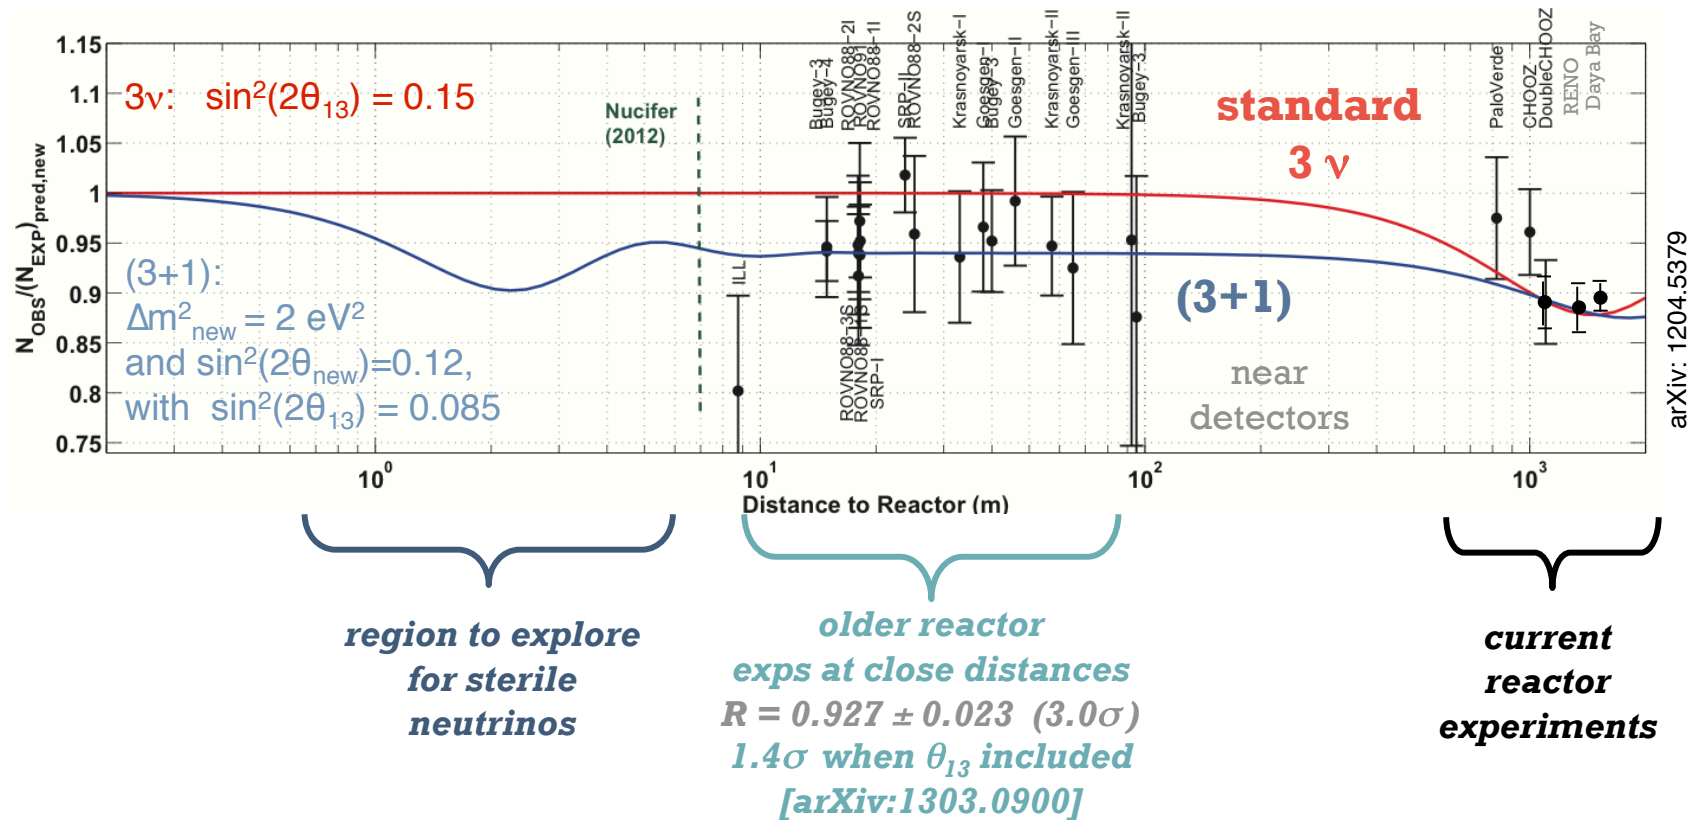 Bugey−3
Bugey−4
ROVNO88−2I
ROVNO91
ROVNO88−1I
SRP−II
ROVNO88−2S
Krasnoyarsk−I
Goesgen−I
Bugey−3
Goesgen−II
Krasnoyarsk−II
Goesgen−III
Krasnoyarsk−II
Bugey−3
PaloVerde
CHOOZ
DoubleCHOOZ
RENO
Daya Bay
1.15
1.1
1.05
1
0.95
0.9
0.85
0.8
0.75
N_OBS/(N_EXP)_pred,new
3ν: sin²(2θ₁₃) = 0.15
Nucifer
(2012)
standard
3 ν
(3+1):
Δm²_new = 2 eV²
and sin²(2θ_new)=0.12,
with sin²(2θ₁₃) = 0.085
ILL
ROVNO88−3S
SRP−I
(3+1)
near
detectors
arXiv: 1204.5379
10⁰
10¹
10²
10³
Distance to Reactor (m)
region to explore
for sterile
neutrinos
older reactor
exps at close distances
R = 0.927 ± 0.023 (3.0σ)
1.4σ when θ₁₃ included
[arXiv:1303.0900]
current
reactor
experiments